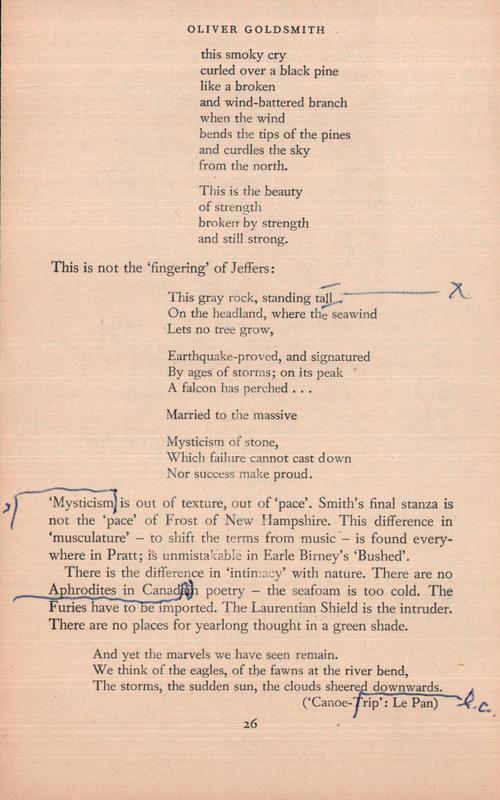 OLIVER GOLDSMITH
this smoky cry
curled over a black pine
like a broken
and wind-battered branch
when the wind
bends the tips of the pines
and curdles the sky
from the north.
This is the beauty
of strength
broken by strength
and still strong.
This is not the ‘fingering’ of Jeffers:
This gray rock, standing tall X
On the headland, where the seawind
Lets no tree grow,
Earthquake-proved, and signatured
By ages of storms; on its peak
A falcon has perched . . .
Married to the massive
Mysticism of stone,
Which failure cannot cast down
Nor success make proud.
‘Mysticism’ is out of texture, out of ‘pace’. Smith’s final stanza is
not the ‘pace’ of Frost of New Hampshire. This difference in
‘musculature’ – to shift the terms from music – is found every-
where in Pratt; is unmistakable in Earle Birney’s ‘Bushed’.
There is the difference in ‘intimacy’ with nature. There are no
Aphrodites in Canadian poetry – the seafoam is too cold. The
Furies have to be imported. The Laurentian Shield is the intruder.
There are no places for yearlong thought in a green shade.
And yet the marvels we have seen remain.
We think of the eagles, of the fawns at the river bend,
The storms, the sudden sun, the clouds sheered downwards.
(‘Canoe-Trip’: Le Pan) l.c.
26